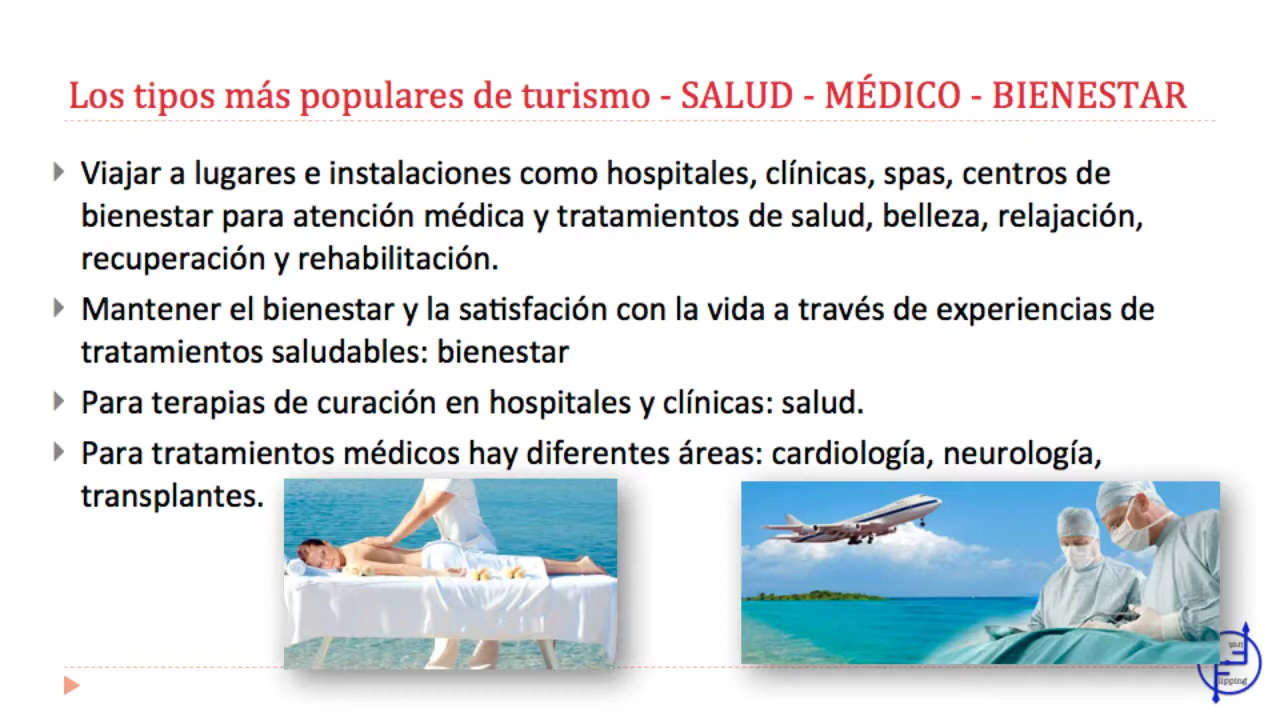 Los tipos más populares de turismo - SALUD - MÉDICO - BIENESTAR
Viajar a lugares e instalaciones como hospitales, clínicas, spas, centros de
bienestar para atención médica y tratamientos de salud, belleza, relajación,
recuperación y rehabilitación.
Mantener el bienestar y la satisfacción con la vida a través de experiencias de
tratamientos saludables: bienestar
Para terapias de curación en hospitales y clínicas: salud.
Para tratamientos médicos hay diferentes áreas: cardiología, neurología,
transplantes.
lipping